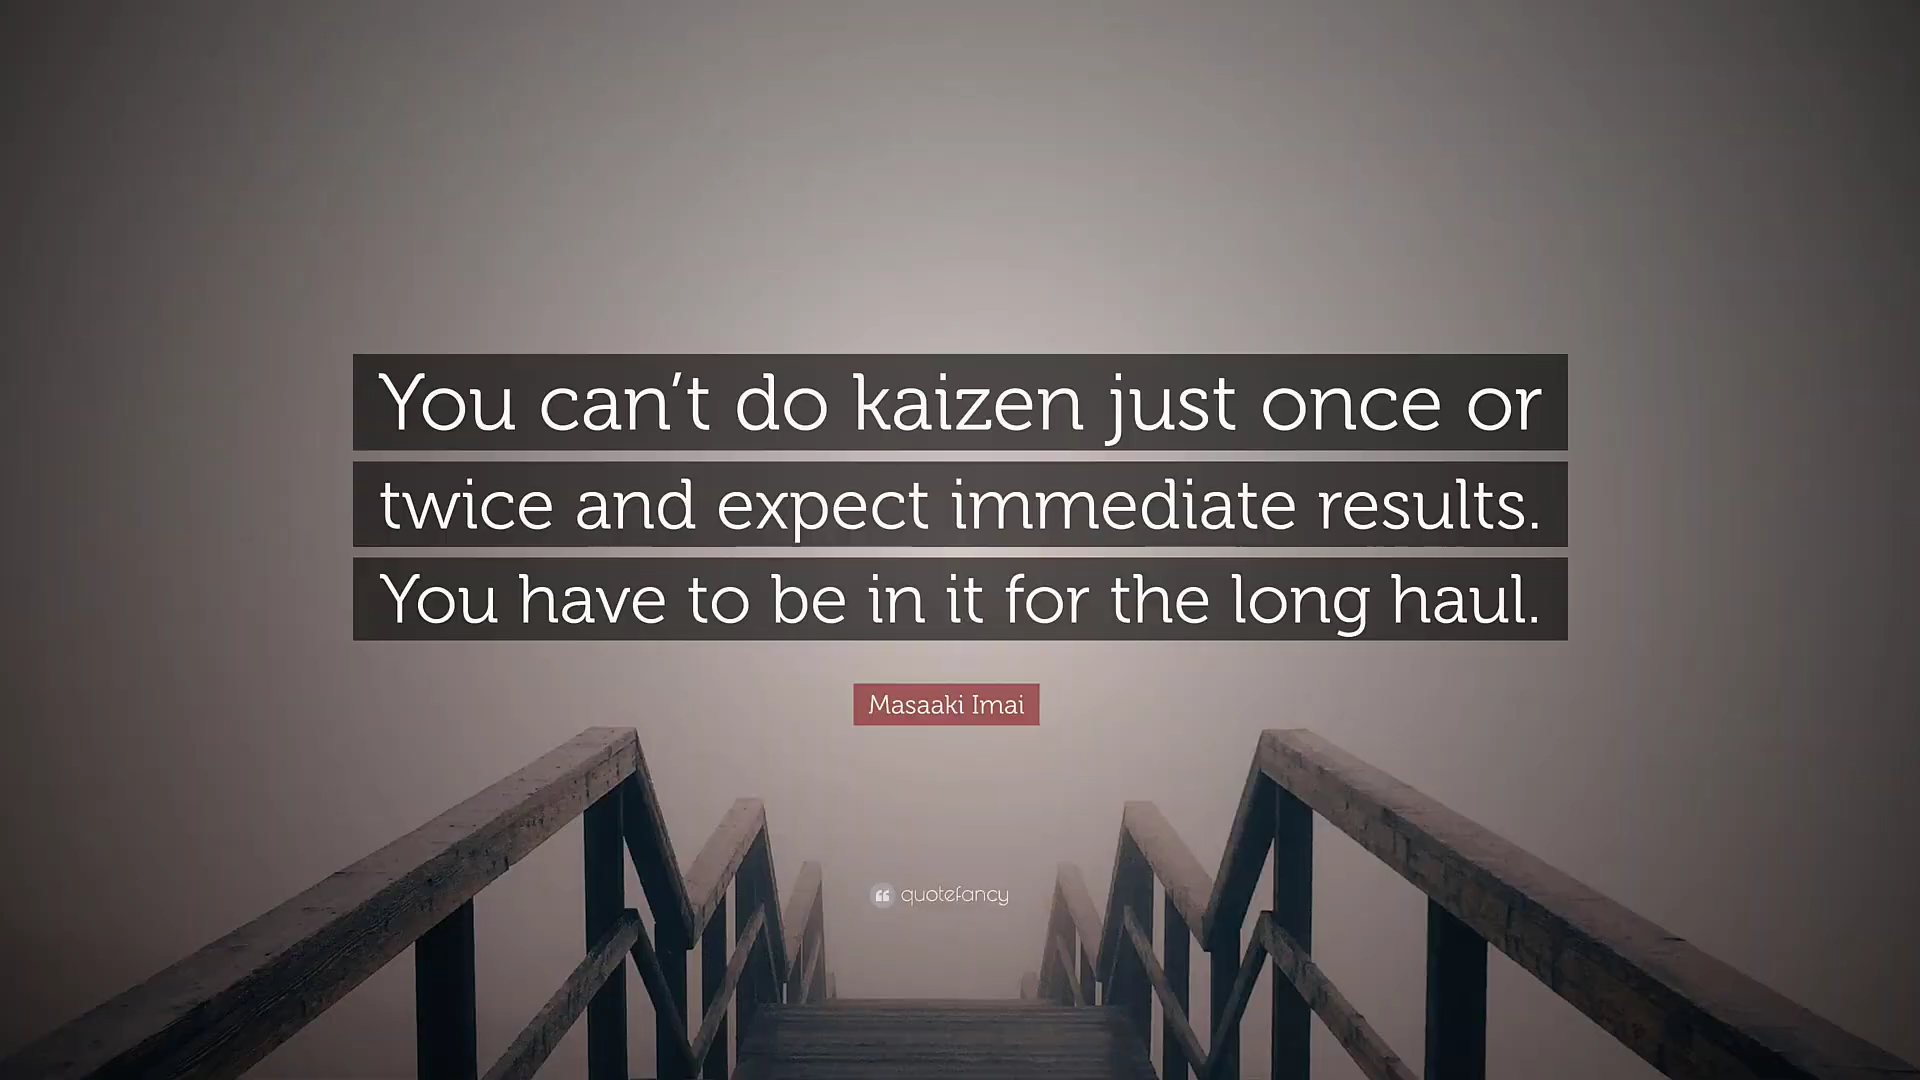 You can’t do kaizen just once or
twice and expect immediate results.
You have to be in it for the long haul.
Masaaki Imai
❝ quotefancy